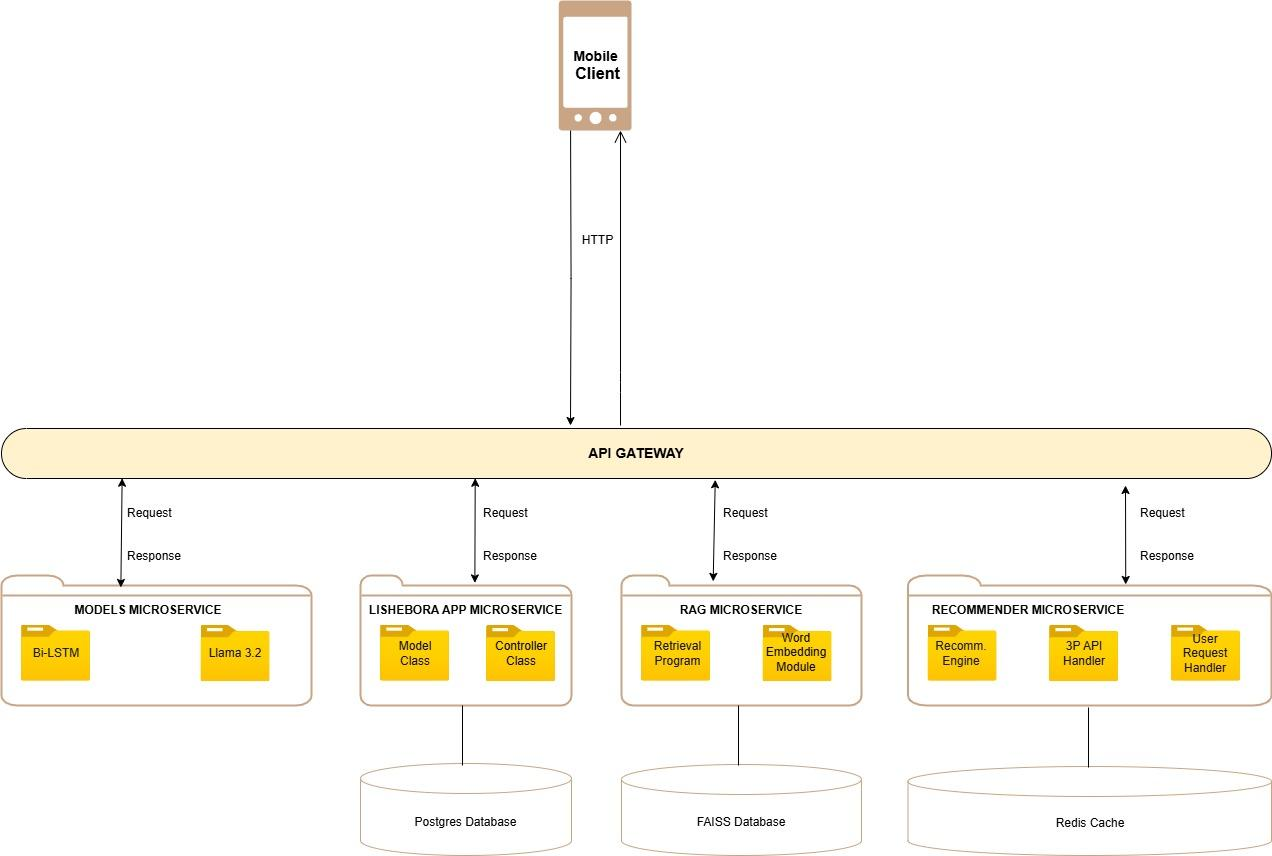 Mobile
Client
HTTP
API GATEWAY
Request
Response
Request
Response
Request
Response
Request
Response
MODELS MICROSERVICE
Bi-LSTM
Llama 3.2
LISHEBORA APP MICROSERVICE
Model
Class
Controller
Class
RAG MICROSERVICE
Retrieval
Program
Word
Embedding
Module
RECOMMENDER MICROSERVICE
Recomm.
Engine
3P API
Handler
User
Request
Handler
Postgres Database
FAISS Database
Redis Cache